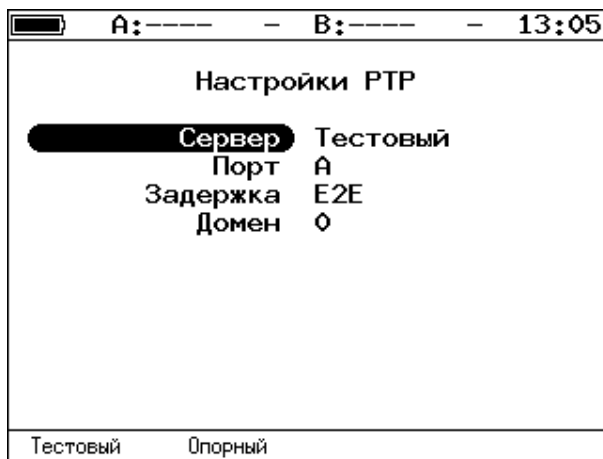 A:---- - B:---- - 13:05
Настройки PTP
Сервер Тестовый
Порт A
Задержка E2E
Домен 0
Тестовый Опорный